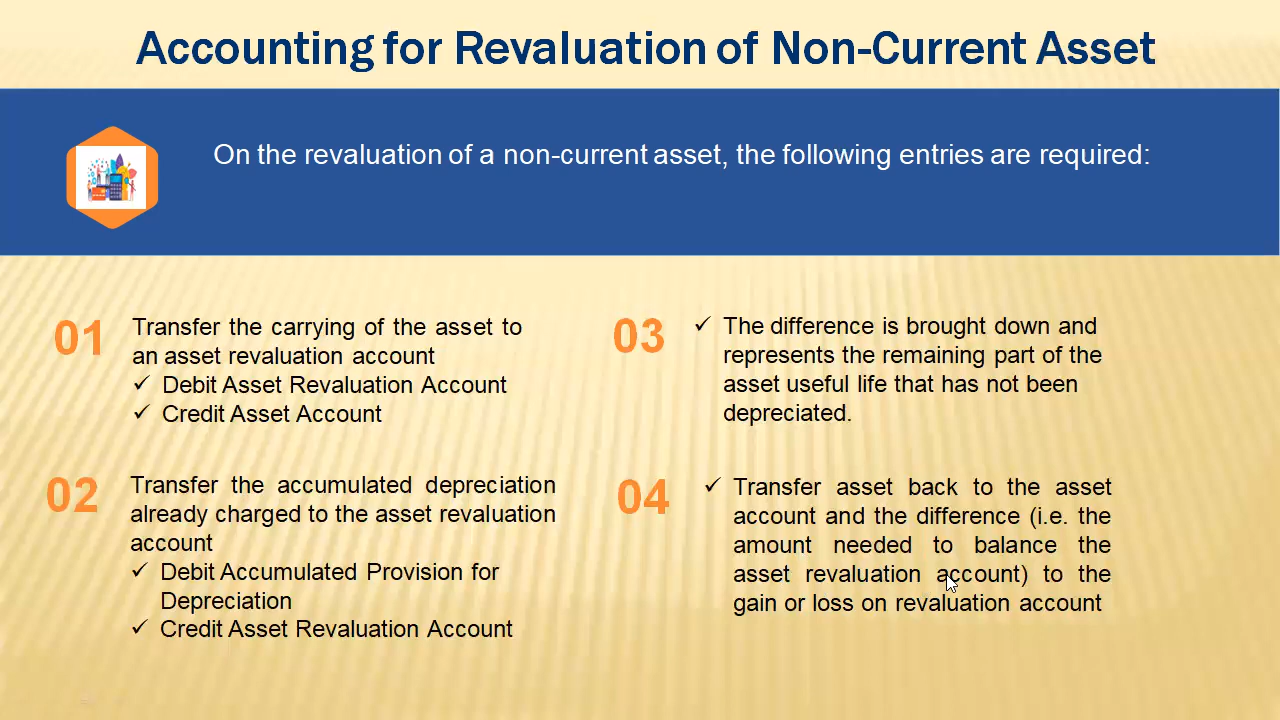 Accounting for Revaluation of Non-Current Asset
On the revaluation of a non-current asset, the following entries are required:
01
Transfer the carrying of the asset to
an asset revaluation account
✓ Debit Asset Revaluation Account
✓ Credit Asset Account
02
Transfer the accumulated depreciation
already charged to the asset revaluation
account
✓ Debit Accumulated Provision for
Depreciation
✓ Credit Asset Revaluation Account
03
✓ The difference is brought down and
represents the remaining part of the
asset useful life that has not been
depreciated.
04
✓ Transfer asset back to the asset
account and the difference (i.e. the
amount needed to balance the
asset revaluation account) to the
gain or loss on revaluation account